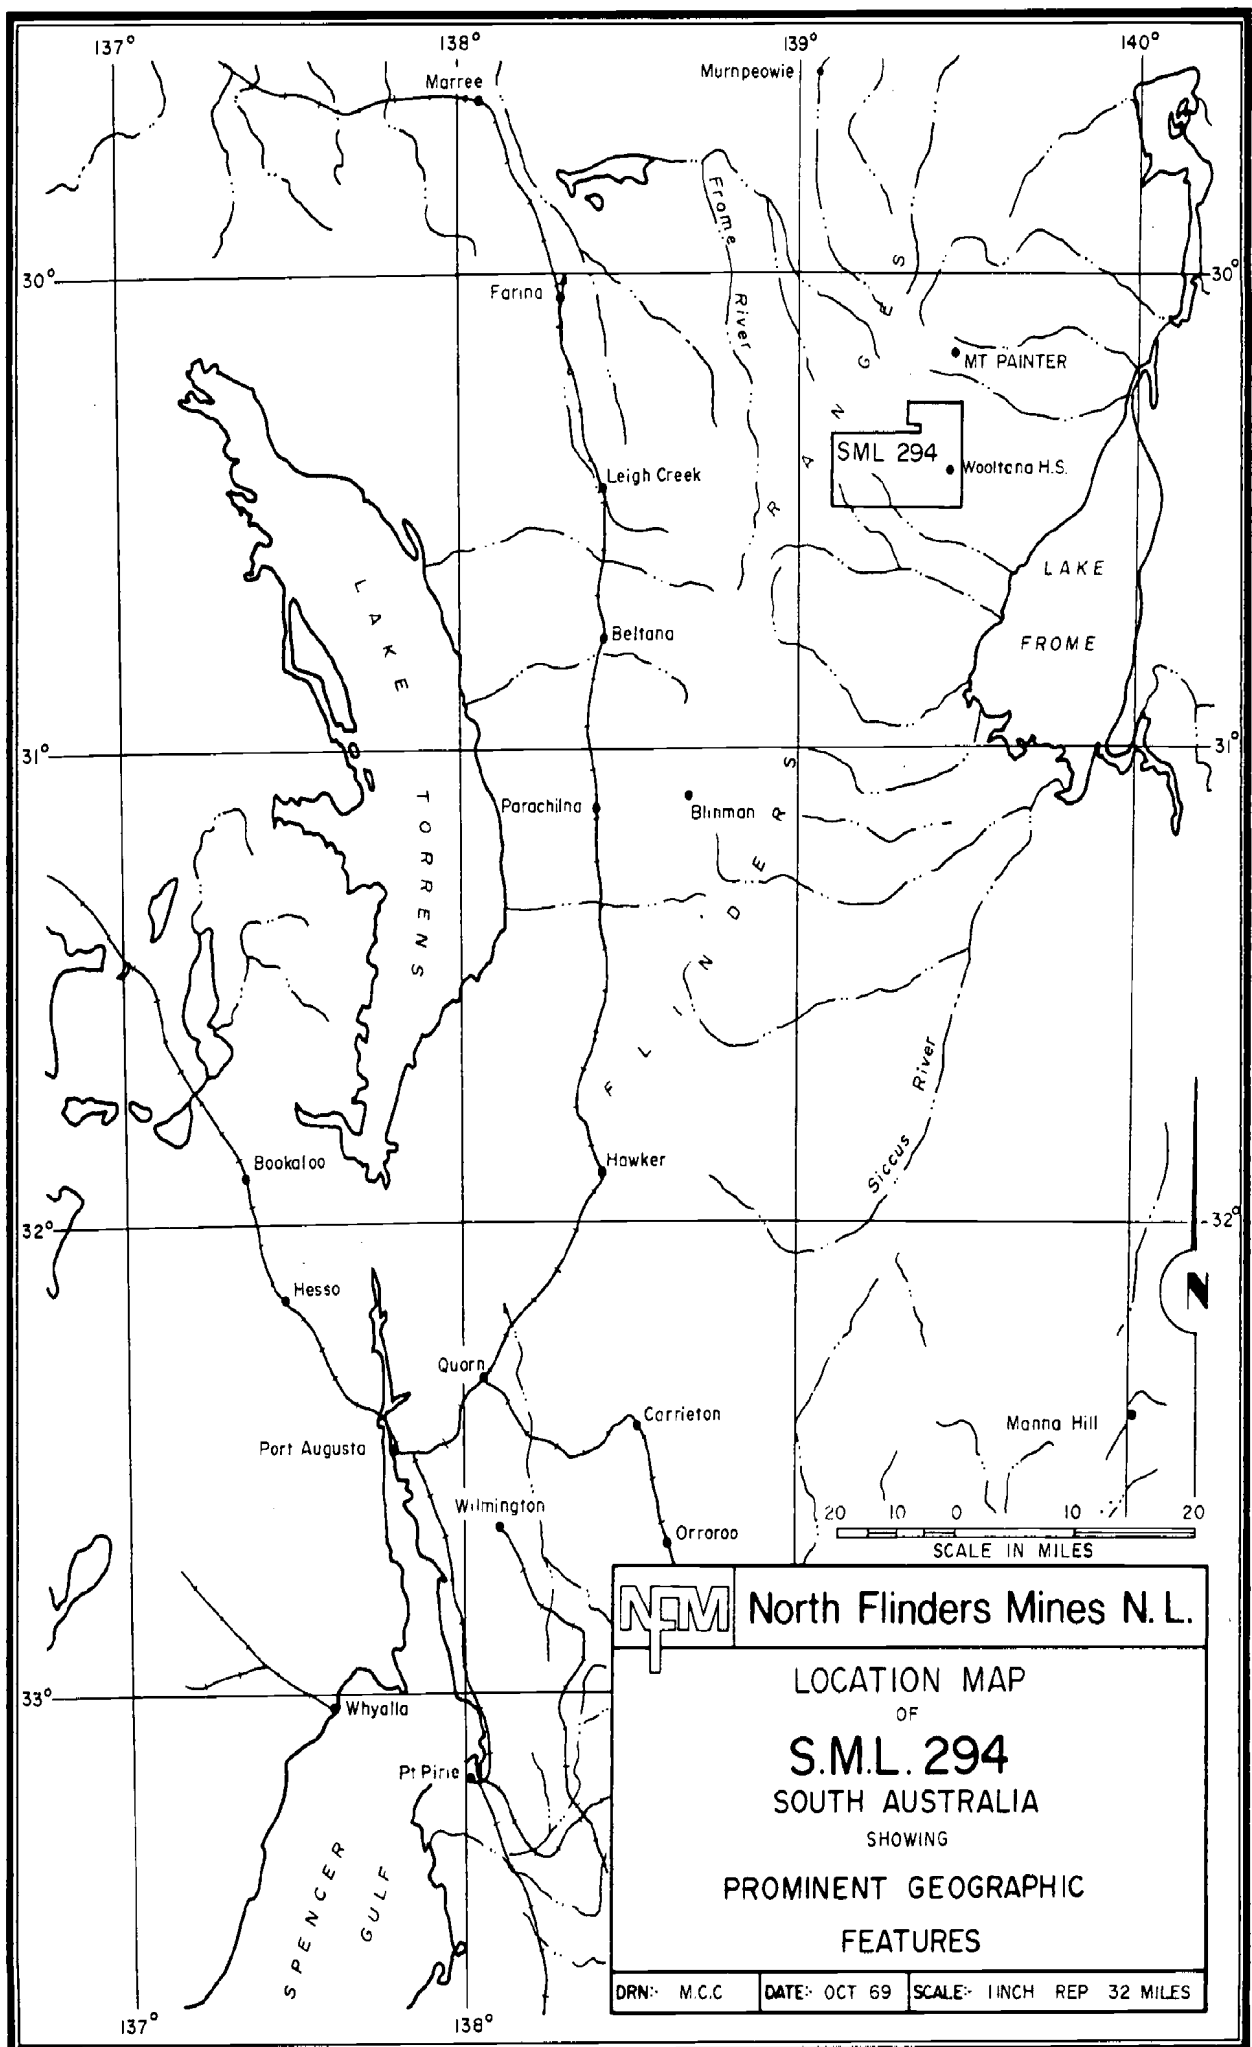 137°
138°
139°
140°
Marree
Murnpeowie
Frome
River
30°
30°
Farina
MT PAINTER
SML 294
Wooltana H.S.
Leigh Creek
FLINDERS RANGES
LAKE
TORRENS
LAKE
FROME
Beltana
31°
31°
Parachilna
Blinman
Siccus
River
Bookaloo
Hawker
32°
32°
Hesso
N
Quorn
Carrieton
Manna Hill
Port Augusta
Wilmington
Orroroo
20 10 0 10 20
SCALE IN MILES
33°
Whyalla
Pt Pirie
SPENCER
GULF
137°
138°
NFM
North Flinders Mines N.L.
LOCATION MAP
OF
S.M.L. 294
SOUTH AUSTRALIA
SHOWING
PROMINENT GEOGRAPHIC
FEATURES
DRN:- M.C.C DATE:- OCT 69 SCALE:- 1 INCH REP 32 MILES